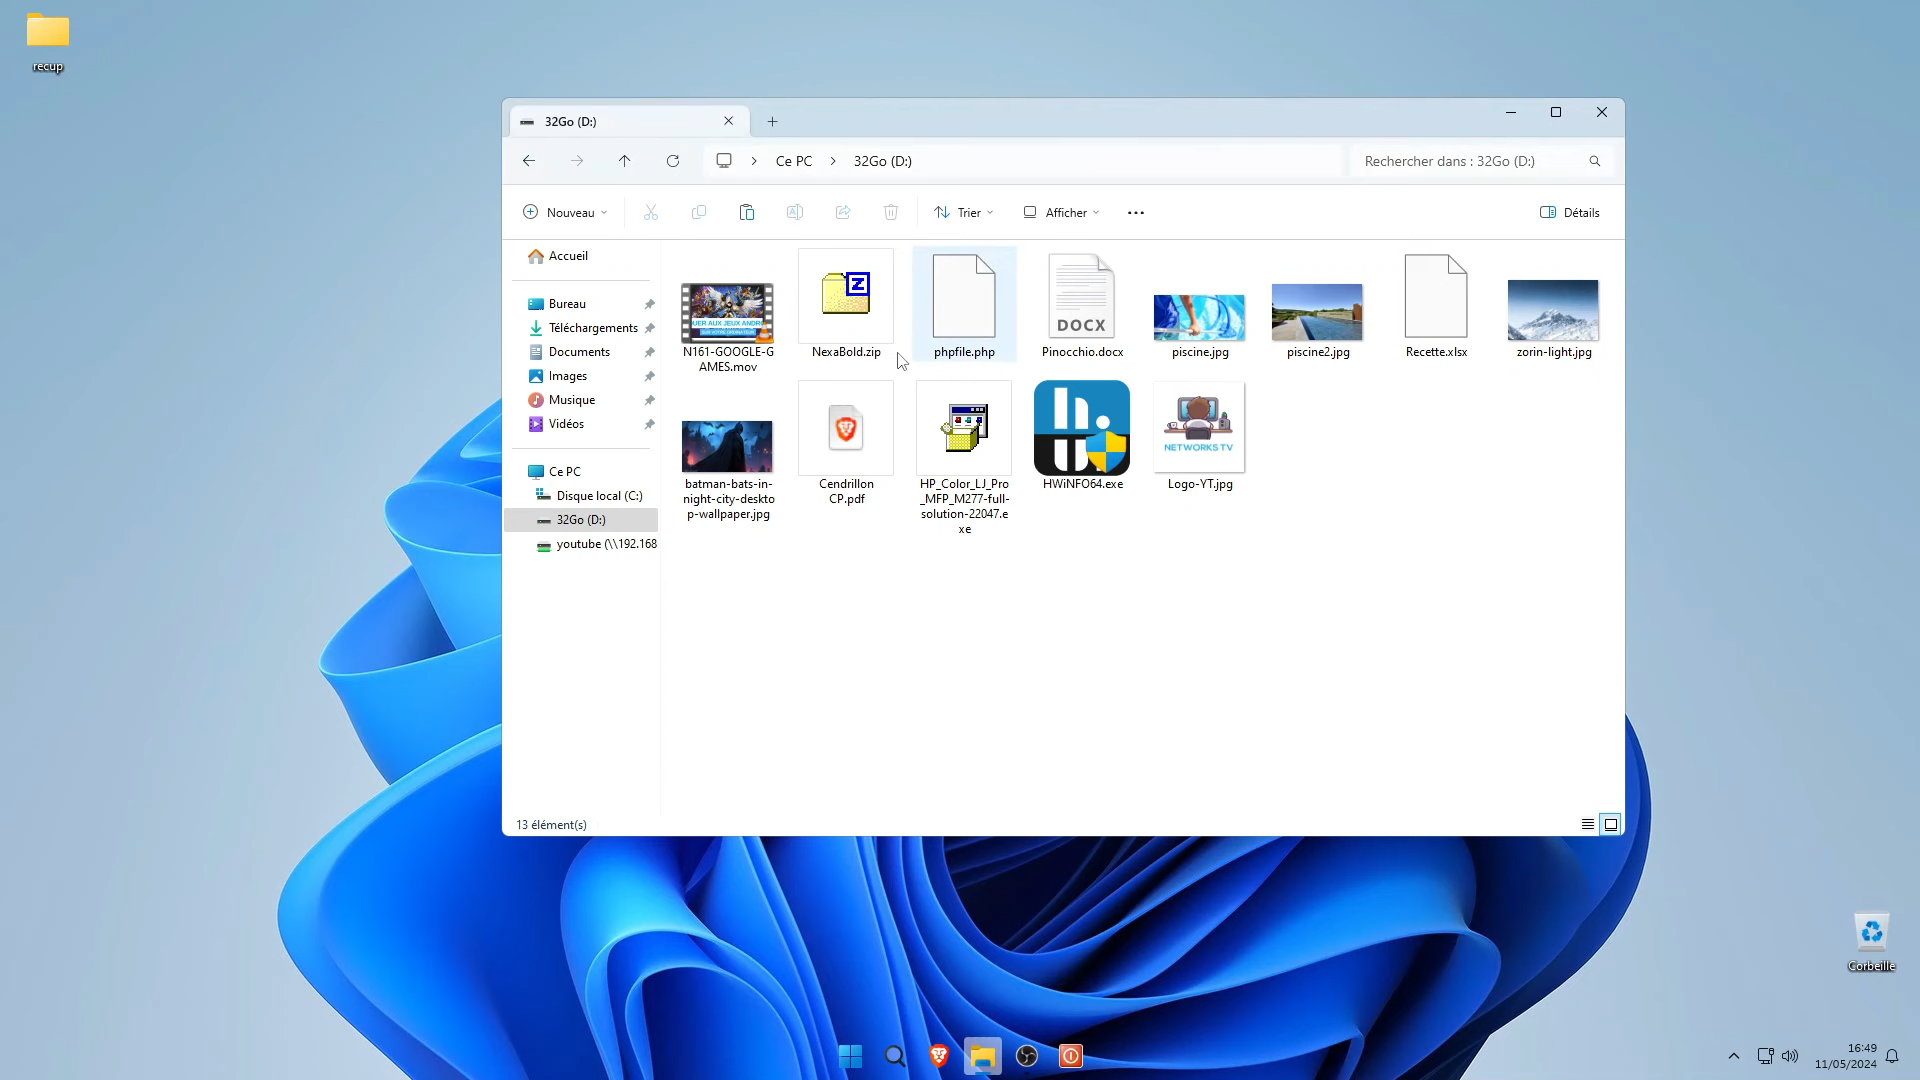 recup
32Go (D:)
Ce PC
32Go (D:)
Rechercher dans : 32Go (D:)
Nouveau
Trier
Afficher
Détails
Accueil
Bureau
Téléchargements
Documents
Images
Musique
Vidéos
Ce PC
Disque local (C:)
32Go (D:)
youtube (\\192.168
UER AUX JEUX ANDR
N161-GOOGLE-G
AMES.mov
Z
NexaBold.zip
phpfile.php
DOCX
Pinocchio.docx
piscine.jpg
piscine2.jpg
Recette.xlsx
zorin-light.jpg
batman-bats-in-
night-city-deskto
p-wallpaper.jpg
Cendrillon
CP.pdf
HP_Color_LJ_Pro
_MFP_M277-full-
solution-22047.e
xe
HWiNFO64.exe
NETWORKS TV
Logo-YT.jpg
13 élément(s)
Corbeille
16:49
11/05/2024